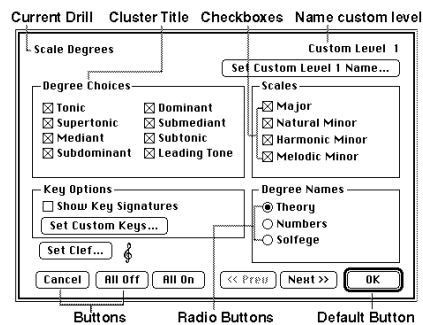 Current Drill Cluster Title Checkboxes Name custom level
Scale Degrees Custom Level 1
Set Custom Level 1 Name...
Degree Choices Scales
Tonic Dominant Major
Supertonic Submediant Natural Minor
Mediant Subtonic Harmonic Minor
Subdominant Leading Tone Melodic Minor
Key Options Degree Names
Show Key Signatures Theory
Set Custom Keys... Numbers
Set Clef... Solfege
Cancel All Off All On << Prev Next >> OK
Buttons Radio Buttons Default Button